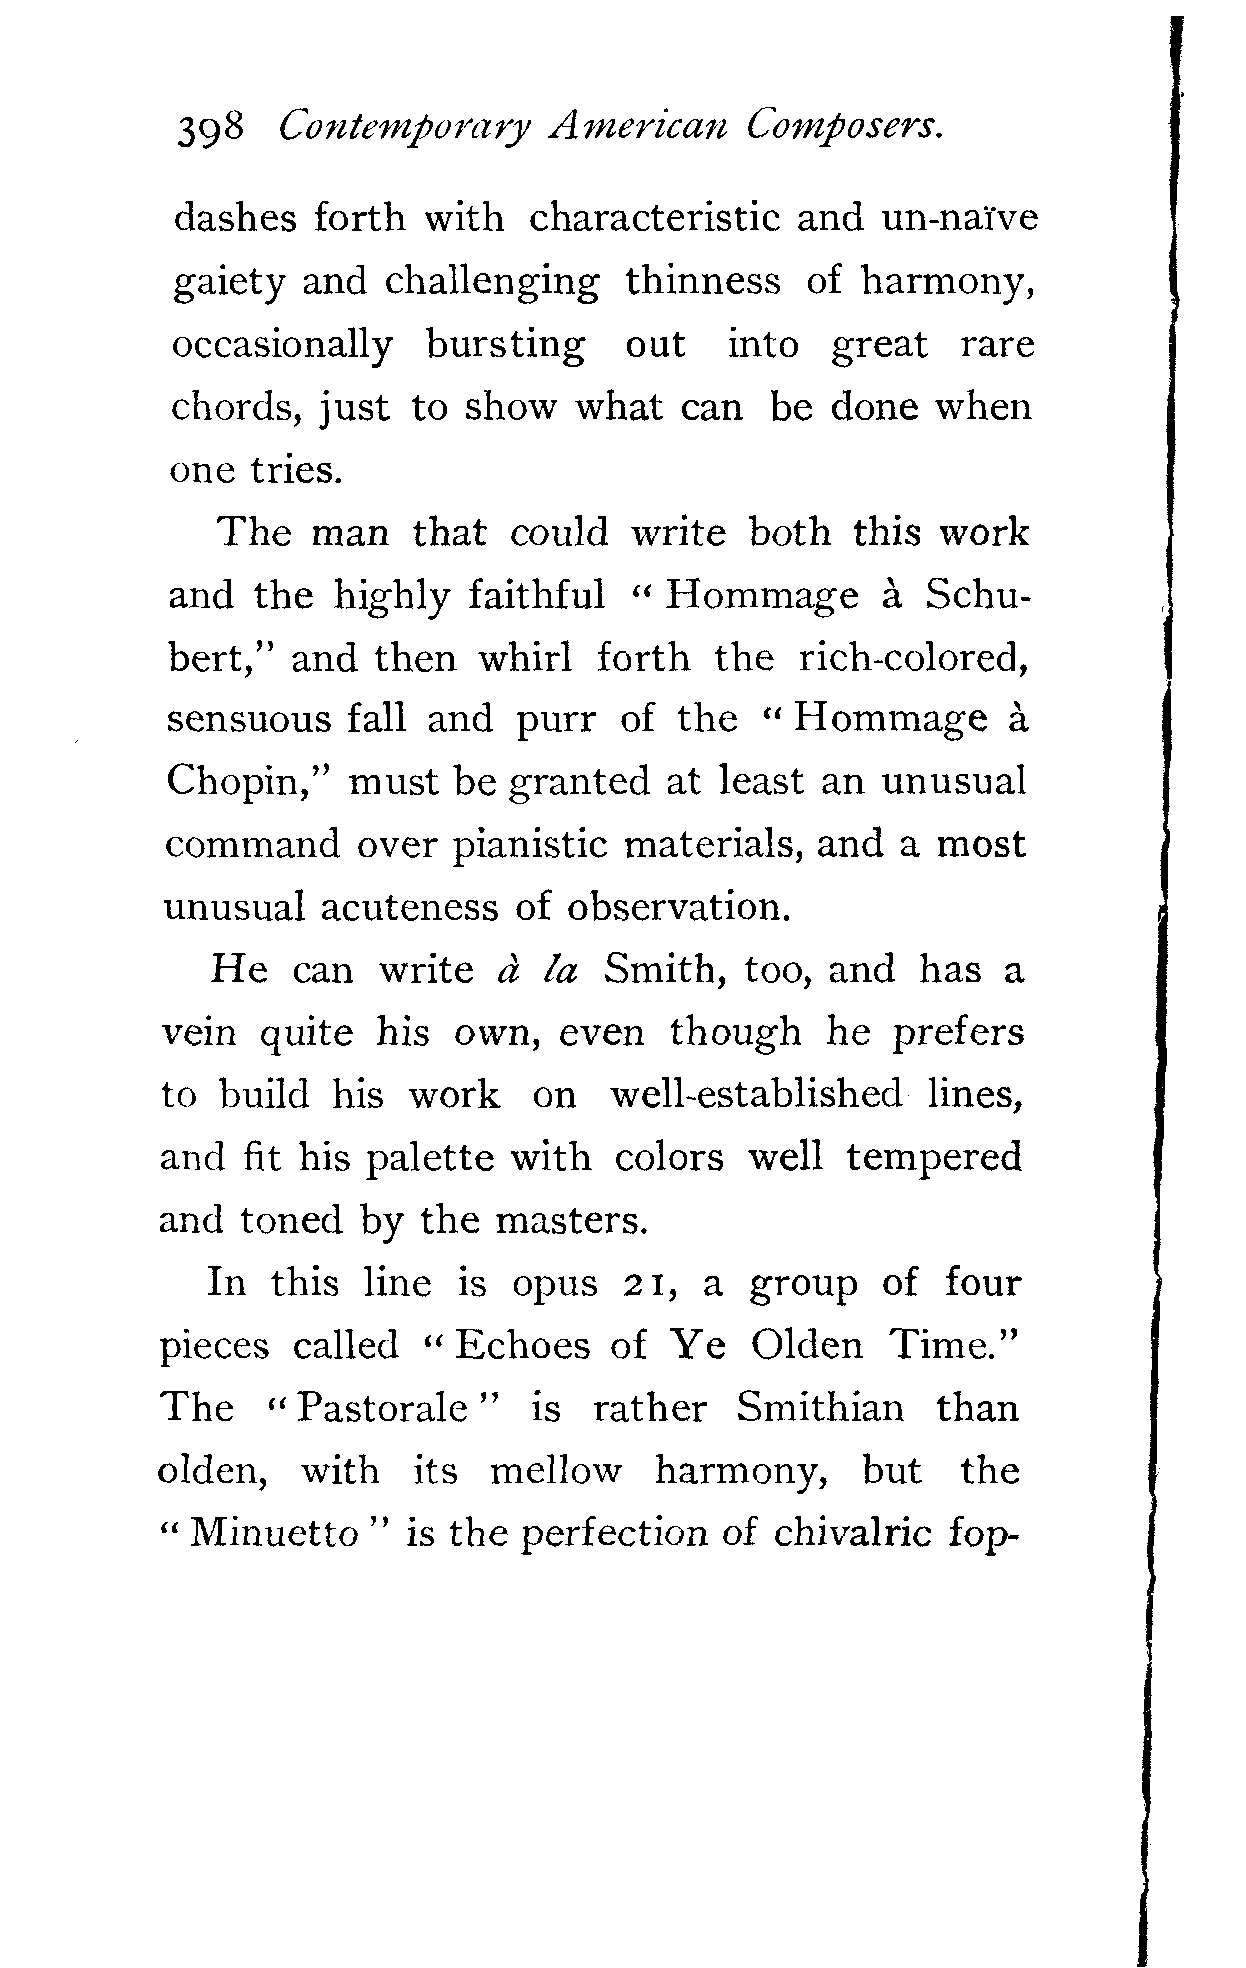 398 Contemporary American Composers.
dashes forth with characteristic and un-naïve
gaiety and challenging thinness of harmony,
occasionally bursting out into great rare
chords, just to show what can be done when
one tries.
The man that could write both this work
and the highly faithful “ Hommage à Schu-
bert,” and then whirl forth the rich-colored,
sensuous fall and purr of the “ Hommage à
Chopin,” must be granted at least an unusual
command over pianistic materials, and a most
unusual acuteness of observation.
He can write à la Smith, too, and has a
vein quite his own, even though he prefers
to build his work on well-established lines,
and fit his palette with colors well tempered
and toned by the masters.
In this line is opus 21, a group of four
pieces called “ Echoes of Ye Olden Time.”
The “ Pastorale ” is rather Smithian than
olden, with its mellow harmony, but the
“ Minuetto ” is the perfection of chivalric fop-